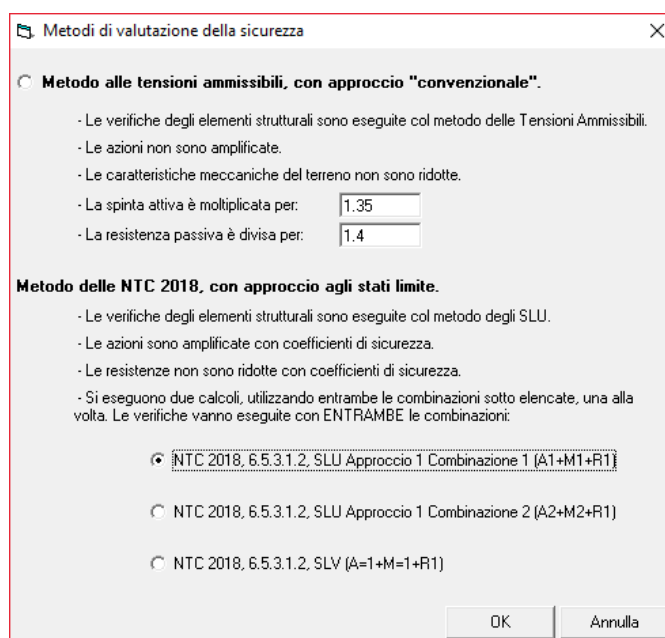 Metodi di valutazione della sicurezza
Metodo alle tensioni ammissibili, con approccio "convenzionale".
- Le verifiche degli elementi strutturali sono eseguite col metodo delle Tensioni Ammissibili.
- Le azioni non sono amplificate.
- Le caratteristiche meccaniche del terreno non sono ridotte.
- La spinta attiva è moltiplicata per: 1.35
- La resistenza passiva è divisa per: 1.4
Metodo delle NTC 2018, con approccio agli stati limite.
- Le verifiche degli elementi strutturali sono eseguite col metodo degli SLU.
- Le azioni sono amplificate con coefficienti di sicurezza.
- Le resistenze non sono ridotte con coefficienti di sicurezza.
- Si eseguono due calcoli, utilizzando entrambe le combinazioni sotto elencate, una alla
volta. Le verifiche vanno eseguite con ENTRAMBE le combinazioni:
NTC 2018, 6.5.3.1.2, SLU Approccio 1 Combinazione 1 (A1+M1+R1)
NTC 2018, 6.5.3.1.2, SLU Approccio 1 Combinazione 2 (A2+M2+R1)
NTC 2018, 6.5.3.1.2, SLV (A=1+M=1+R1)
OK Annulla